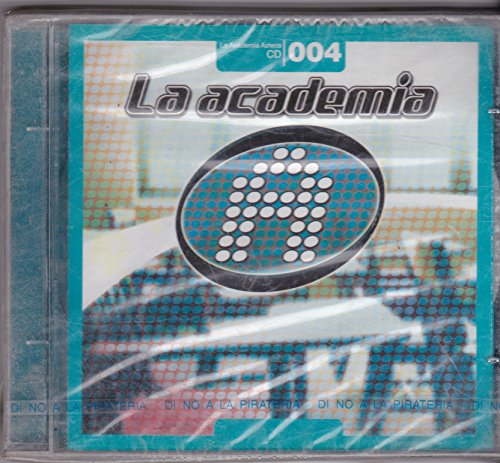 La Academia Azteca
CD 004
La academia
A
DI NO A LA PIRATERIA DI NO A LA PIRATERIA DI NO A LA PIRATERIA DI NO